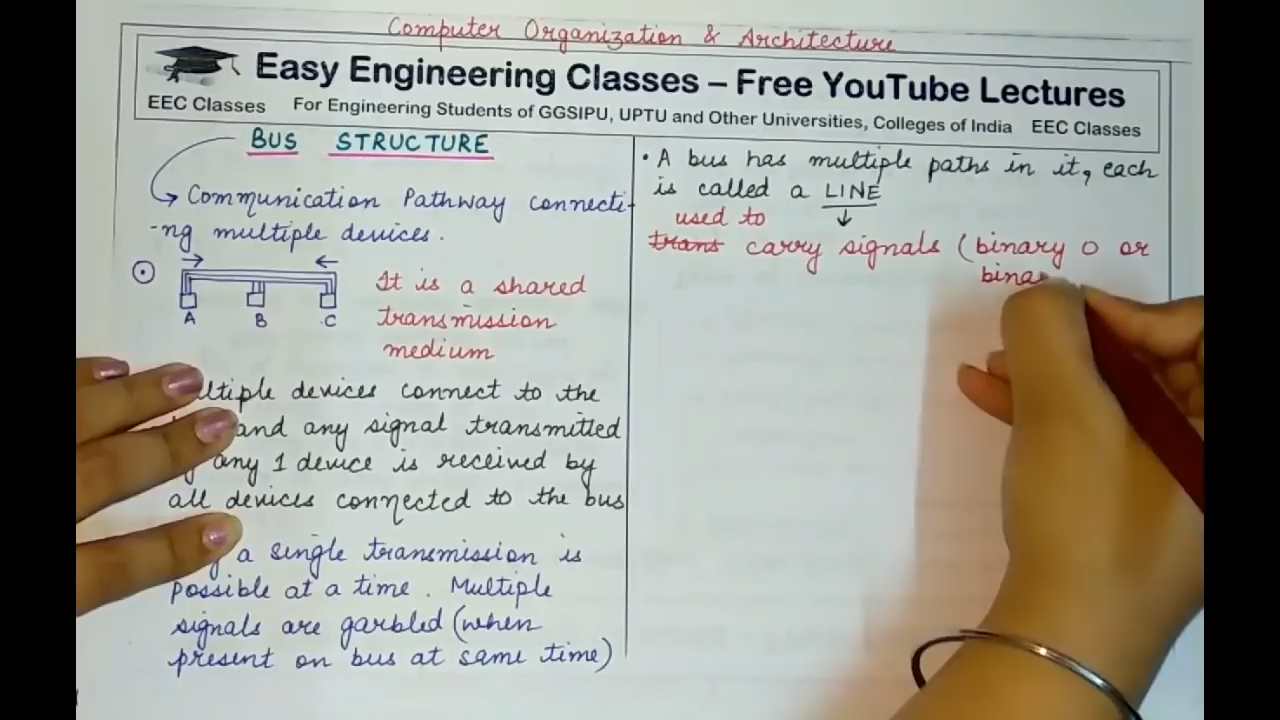 Computer Organization & Architecture
Easy Engineering Classes – Free YouTube Lectures
EEC Classes For Engineering Students of GGSIPU, UPTU and Other Universities, Colleges of India EEC Classes
BUS STRUCTURE
Communication Pathway connecti-
-ng multiple devices.
A B C
It is a shared
transmission
medium
devices connect to the
and any signal transmitted
any 1 device is received by
all devices connected to the bus
a single transmission is
possible at a time. Multiple
signals are garbled (when
present on bus at same time)
• A bus has multiple paths in it, each
is called a LINE
used to
trans carry signals (binary 0 or